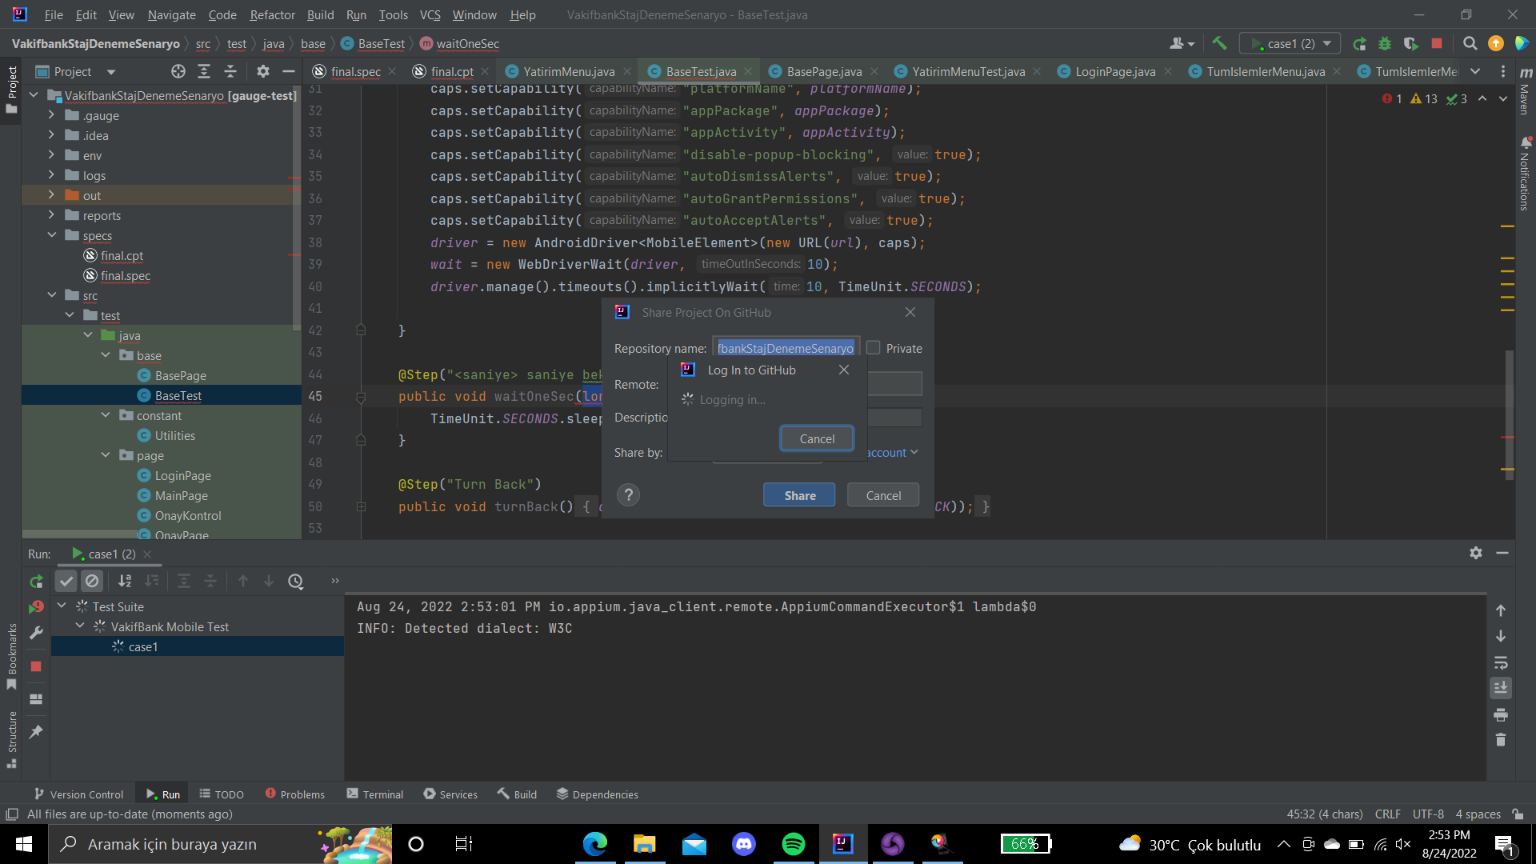 File Edit View Navigate Code Refactor Build Run Tools VCS Window Help VakifbankStajDenemeSenaryo - BaseTest.java
VakifbankStajDenemeSenaryo src test java base BaseTest waitOneSec case1 (2)
Project
final.spec final.cpt YatirimMenu.java BaseTest.java BasePage.java YatirimMenuTest.java LoginPage.java TumIslemlerMenu.java TumIslemlerMe
Project
Maven
Notifications
Bookmarks
Structure
VakifbankStajDenemeSenaryo [gauge-test]
.gauge
.idea
env
logs
out
reports
specs
final.cpt
final.spec
src
test
java
base
BasePage
BaseTest
constant
Utilities
page
LoginPage
MainPage
OnayKontrol
OnayPage
1 13 3
31 caps.setCapability( capabilityName: "platformName", platformName);
32 caps.setCapability( capabilityName: "appPackage", appPackage);
33 caps.setCapability( capabilityName: "appActivity", appActivity);
34 caps.setCapability( capabilityName: "disable-popup-blocking", value: true);
35 caps.setCapability( capabilityName: "autoDismissAlerts", value: true);
36 caps.setCapability( capabilityName: "autoGrantPermissions", value: true);
37 caps.setCapability( capabilityName: "autoAcceptAlerts", value: true);
38 driver = new AndroidDriver<MobileElement>(new URL(url), caps);
39 wait = new WebDriverWait(driver, timeOutInSeconds: 10);
40 driver.manage().timeouts().implicitlyWait( time: 10, TimeUnit.SECONDS);
41
42 }
43
44 @Step("<saniye> saniye bek
45 public void waitOneSec(lon
46 TimeUnit.SECONDS.sleep
47 }
48
49 @Step("Turn Back")
50 public void turnBack() { CK)); }
53
Share Project On GitHub
Repository name: fbankStajDenemeSenaryo Private
Remote:
Descriptio
Share by: account
Share Cancel
Log In to GitHub
Logging in...
Cancel
?
Run: case1 (2)
Test Suite
VakifBank Mobile Test
case1
Aug 24, 2022 2:53:01 PM io.appium.java_client.remote.AppiumCommandExecutor$1 lambda$0
INFO: Detected dialect: W3C
Version Control Run TODO Problems Terminal Services Build Dependencies
All files are up-to-date (moments ago) 45:32 (4 chars) CRLF UTF-8 4 spaces
Aramak için buraya yazın 66% 30°C Çok bulutlu 2:53 PM
8/24/2022 1